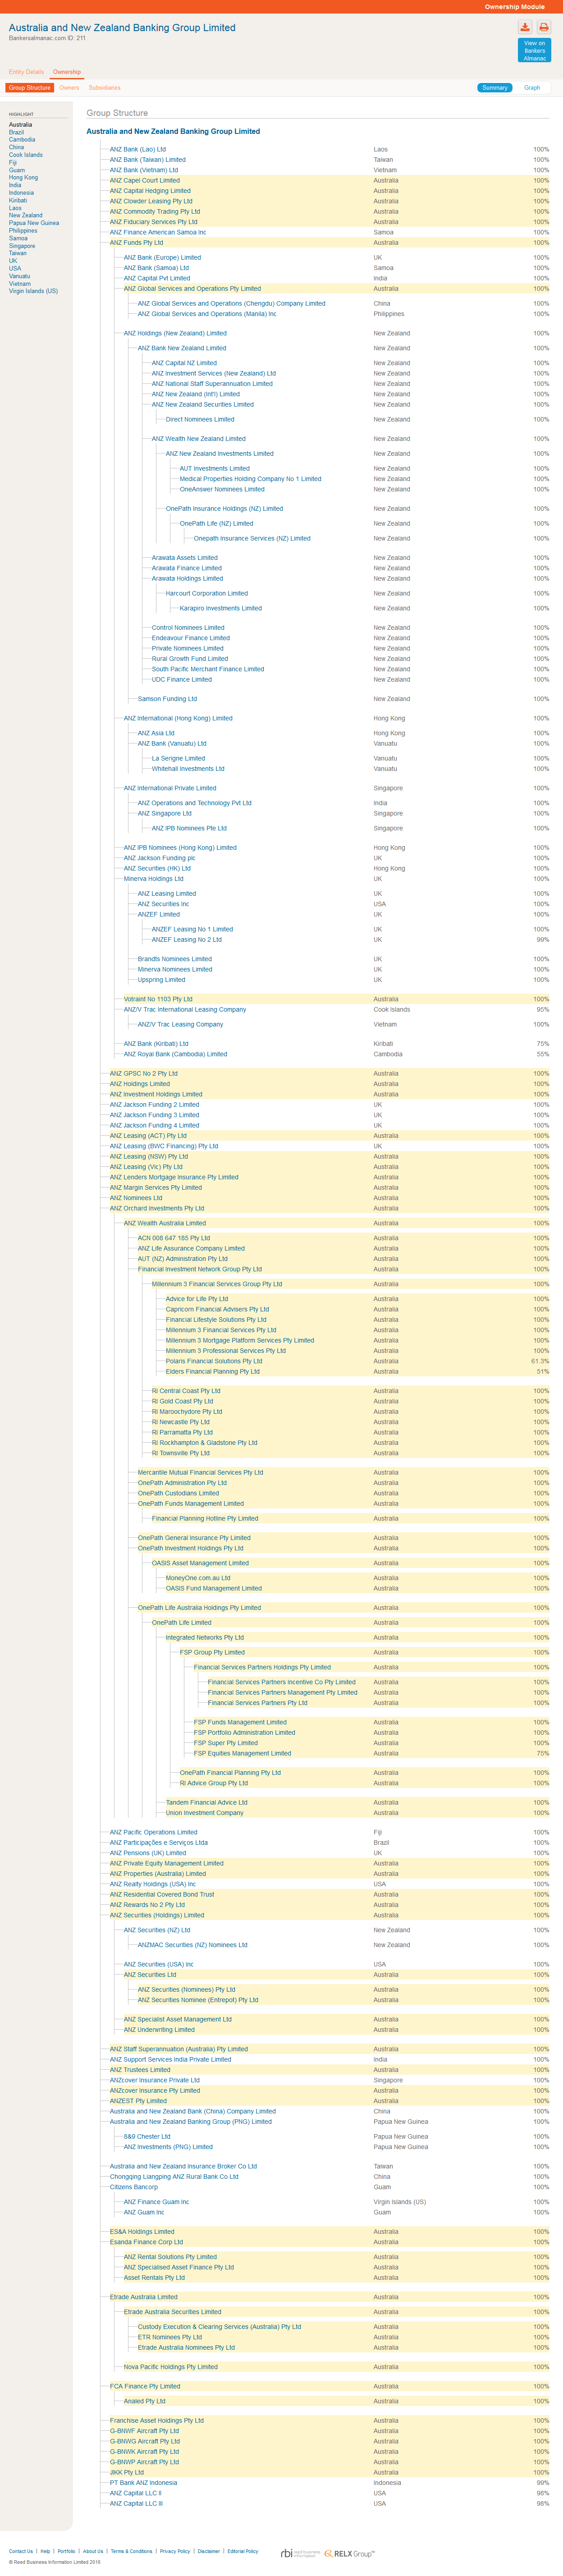 Ownership Module
Australia and New Zealand Banking Group Limited
Bankersalmanac.com ID: 211
View on Bankers Almanac
Entity Details Ownership
Group Structure Owners Subsidiaries Summary Graph
HIGHLIGHT
Australia
Brazil
Cambodia
China
Cook Islands
Fiji
Guam
Hong Kong
India
Indonesia
Kiribati
Laos
New Zealand
Papua New Guinea
Philippines
Samoa
Singapore
Taiwan
UK
USA
Vanuatu
Vietnam
Virgin Islands (US)
Group Structure
Australia and New Zealand Banking Group Limited
ANZ Bank (Lao) Ltd Laos 100%
ANZ Bank (Taiwan) Limited Taiwan 100%
ANZ Bank (Vietnam) Ltd Vietnam 100%
ANZ Capel Court Limited Australia 100%
ANZ Capital Hedging Limited Australia 100%
ANZ Clowder Leasing Pty Ltd Australia 100%
ANZ Commodity Trading Pty Ltd Australia 100%
ANZ Fiduciary Services Pty Ltd Australia 100%
ANZ Finance American Samoa Inc Samoa 100%
ANZ Funds Pty Ltd Australia 100%
ANZ Bank (Europe) Limited UK 100%
ANZ Bank (Samoa) Ltd Samoa 100%
ANZ Capital Pvt Limited India 100%
ANZ Global Services and Operations Pty Limited Australia 100%
ANZ Global Services and Operations (Chengdu) Company Limited China 100%
ANZ Global Services and Operations (Manila) Inc Philippines 100%
ANZ Holdings (New Zealand) Limited New Zealand 100%
ANZ Bank New Zealand Limited New Zealand 100%
ANZ Capital NZ Limited New Zealand 100%
ANZ Investment Services (New Zealand) Ltd New Zealand 100%
ANZ National Staff Superannuation Limited New Zealand 100%
ANZ New Zealand (Int'l) Limited New Zealand 100%
ANZ New Zealand Securities Limited New Zealand 100%
Direct Nominees Limited New Zealand 100%
ANZ Wealth New Zealand Limited New Zealand 100%
ANZ New Zealand Investments Limited New Zealand 100%
AUT Investments Limited New Zealand 100%
Medical Properties Holding Company No 1 Limited New Zealand 100%
OneAnswer Nominees Limited New Zealand 100%
OnePath Insurance Holdings (NZ) Limited New Zealand 100%
OnePath Life (NZ) Limited New Zealand 100%
Onepath Insurance Services (NZ) Limited New Zealand 100%
Arawata Assets Limited New Zealand 100%
Arawata Finance Limited New Zealand 100%
Arawata Holdings Limited New Zealand 100%
Harcourt Corporation Limited New Zealand 100%
Karapiro Investments Limited New Zealand 100%
Control Nominees Limited New Zealand 100%
Endeavour Finance Limited New Zealand 100%
Private Nominees Limited New Zealand 100%
Rural Growth Fund Limited New Zealand 100%
South Pacific Merchant Finance Limited New Zealand 100%
UDC Finance Limited New Zealand 100%
Samson Funding Ltd New Zealand 100%
ANZ International (Hong Kong) Limited Hong Kong 100%
ANZ Asia Ltd Hong Kong 100%
ANZ Bank (Vanuatu) Ltd Vanuatu 100%
La Serigne Limited Vanuatu 100%
Whitehall Investments Ltd Vanuatu 100%
ANZ International Private Limited Singapore 100%
ANZ Operations and Technology Pvt Ltd India 100%
ANZ Singapore Ltd Singapore 100%
ANZ IPB Nominees Pte Ltd Singapore 100%
ANZ IPB Nominees (Hong Kong) Limited Hong Kong 100%
ANZ Jackson Funding plc UK 100%
ANZ Securities (HK) Ltd Hong Kong 100%
Minerva Holdings Ltd UK 100%
ANZ Leasing Limited UK 100%
ANZ Securities Inc USA 100%
ANZEF Limited UK 100%
ANZEF Leasing No 1 Limited UK 100%
ANZEF Leasing No 2 Ltd UK 99%
Brandts Nominees Limited UK 100%
Minerva Nominees Limited UK 100%
Upspring Limited UK 100%
Votraint No 1103 Pty Ltd Australia 100%
ANZ/V Trac International Leasing Company Cook Islands 95%
ANZ/V Trac Leasing Company Vietnam 100%
ANZ Bank (Kiribati) Ltd Kiribati 75%
ANZ Royal Bank (Cambodia) Limited Cambodia 55%
ANZ GPSC No 2 Pty Ltd Australia 100%
ANZ Holdings Limited Australia 100%
ANZ Investment Holdings Limited Australia 100%
ANZ Jackson Funding 2 Limited UK 100%
ANZ Jackson Funding 3 Limited UK 100%
ANZ Jackson Funding 4 Limited UK 100%
ANZ Leasing (ACT) Pty Ltd Australia 100%
ANZ Leasing (BWC Financing) Pty Ltd UK 100%
ANZ Leasing (NSW) Pty Ltd Australia 100%
ANZ Leasing (Vic) Pty Ltd Australia 100%
ANZ Lenders Mortgage Insurance Pty Limited Australia 100%
ANZ Margin Services Pty Limited Australia 100%
ANZ Nominees Ltd Australia 100%
ANZ Orchard Investments Pty Ltd Australia 100%
ANZ Wealth Australia Limited Australia 100%
ACN 008 647 185 Pty Ltd Australia 100%
ANZ Life Assurance Company Limited Australia 100%
AUT (NZ) Administration Pty Ltd Australia 100%
Financial Investment Network Group Pty Ltd Australia 100%
Millennium 3 Financial Services Group Pty Ltd Australia 100%
Advice for Life Pty Ltd Australia 100%
Capricorn Financial Advisers Pty Ltd Australia 100%
Financial Lifestyle Solutions Pty Ltd Australia 100%
Millennium 3 Financial Services Pty Ltd Australia 100%
Millennium 3 Mortgage Platform Services Pty Limited Australia 100%
Millennium 3 Professional Services Pty Ltd Australia 100%
Polaris Financial Solutions Pty Ltd Australia 61.3%
Elders Financial Planning Pty Ltd Australia 51%
RI Central Coast Pty Ltd Australia 100%
RI Gold Coast Pty Ltd Australia 100%
RI Maroochydore Pty Ltd Australia 100%
RI Newcastle Pty Ltd Australia 100%
RI Parramatta Pty Ltd Australia 100%
RI Rockhampton & Gladstone Pty Ltd Australia 100%
RI Townsville Pty Ltd Australia 100%
Mercantile Mutual Financial Services Pty Ltd Australia 100%
OnePath Administration Pty Ltd Australia 100%
OnePath Custodians Limited Australia 100%
OnePath Funds Management Limited Australia 100%
Financial Planning Hotline Pty Limited Australia 100%
OnePath General Insurance Pty Limited Australia 100%
OnePath Investment Holdings Pty Ltd Australia 100%
OASIS Asset Management Limited Australia 100%
MoneyOne.com.au Ltd Australia 100%
OASIS Fund Management Limited Australia 100%
OnePath Life Australia Holdings Pty Limited Australia 100%
OnePath Life Limited Australia 100%
Integrated Networks Pty Ltd Australia 100%
FSP Group Pty Limited Australia 100%
Financial Services Partners Holdings Pty Limited Australia 100%
Financial Services Partners Incentive Co Pty Limited Australia 100%
Financial Services Partners Management Pty Limited Australia 100%
Financial Services Partners Pty Ltd Australia 100%
FSP Funds Management Limited Australia 100%
FSP Portfolio Administration Limited Australia 100%
FSP Super Pty Limited Australia 100%
FSP Equities Management Limited Australia 75%
OnePath Financial Planning Pty Ltd Australia 100%
RI Advice Group Pty Ltd Australia 100%
Tandem Financial Advice Ltd Australia 100%
Union Investment Company Australia 100%
ANZ Pacific Operations Limited Fiji 100%
ANZ Participações e Serviços Ltda Brazil 100%
ANZ Pensions (UK) Limited UK 100%
ANZ Private Equity Management Limited Australia 100%
ANZ Properties (Australia) Limited Australia 100%
ANZ Realty Holdings (USA) Inc USA 100%
ANZ Residential Covered Bond Trust Australia 100%
ANZ Rewards No 2 Pty Ltd Australia 100%
ANZ Securities (Holdings) Limited Australia 100%
ANZ Securities (NZ) Ltd New Zealand 100%
ANZMAC Securities (NZ) Nominees Ltd New Zealand 100%
ANZ Securities (USA) Inc USA 100%
ANZ Securities Ltd Australia 100%
ANZ Securities (Nominees) Pty Ltd Australia 100%
ANZ Securities Nominee (Entrepot) Pty Ltd Australia 100%
ANZ Specialist Asset Management Ltd Australia 100%
ANZ Underwriting Limited Australia 100%
ANZ Staff Superannuation (Australia) Pty Limited Australia 100%
ANZ Support Services India Private Limited India 100%
ANZ Trustees Limited Australia 100%
ANZcover Insurance Private Ltd Singapore 100%
ANZcover Insurance Pty Limited Australia 100%
ANZEST Pty Limited Australia 100%
Australia and New Zealand Bank (China) Company Limited China 100%
Australia and New Zealand Banking Group (PNG) Limited Papua New Guinea 100%
8&9 Chester Ltd Papua New Guinea 100%
ANZ Investments (PNG) Limited Papua New Guinea 100%
Australia and New Zealand Insurance Broker Co Ltd Taiwan 100%
Chongqing Liangping ANZ Rural Bank Co Ltd China 100%
Citizens Bancorp Guam 100%
ANZ Finance Guam Inc Virgin Islands (US) 100%
ANZ Guam Inc Guam 100%
ES&A Holdings Limited Australia 100%
Esanda Finance Corp Ltd Australia 100%
ANZ Rental Solutions Pty Limited Australia 100%
ANZ Specialised Asset Finance Pty Ltd Australia 100%
Asset Rentals Pty Ltd Australia 100%
Etrade Australia Limited Australia 100%
Etrade Australia Securities Limited Australia 100%
Custody Execution & Clearing Services (Australia) Pty Ltd Australia 100%
ETR Nominees Pty Ltd Australia 100%
Etrade Australia Nominees Pty Ltd Australia 100%
Nova Pacific Holdings Pty Limited Australia 100%
FCA Finance Pty Limited Australia 100%
Analed Pty Ltd Australia 100%
Franchise Asset Holdings Pty Ltd Australia 100%
G-BNWF Aircraft Pty Ltd Australia 100%
G-BNWG Aircraft Pty Ltd Australia 100%
G-BNWK Aircraft Pty Ltd Australia 100%
G-BNWP Aircraft Pty Ltd Australia 100%
JIKK Pty Ltd Australia 100%
PT Bank ANZ Indonesia Indonesia 99%
ANZ Capital LLC II USA 98%
ANZ Capital LLC III USA 98%
Contact Us | Help | Portfolio | About Us | Terms & Conditions | Privacy Policy | Disclaimer | Editorial Policy
rbi reed business information RELX Group™
© Reed Business Information Limited 2016